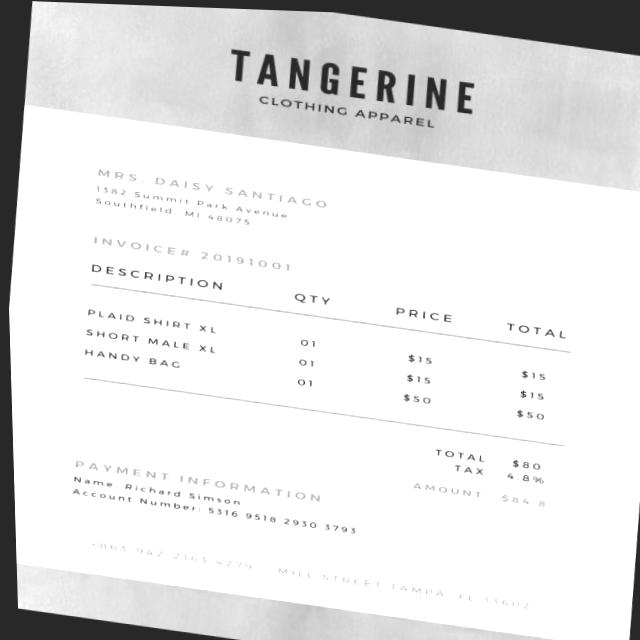 TANGERINE
CLOTHING APPAREL
MRS. DAISY SANTIAGO
1382 Summit Park Avenue
Southfield, MI 48075
INVOICE# 20191001
DESCRIPTION QTY PRICE TOTAL
PLAID SHIRT XL 01 $15 $15
SHORT MALE XL 01 $15 $15
HANDY BAG 01 $50 $50
TOTAL $80
TAX 4.8%
AMOUNT $84.8
PAYMENT INFORMATION
Name: Richard Simson
Account Number: 5316 9518 2930 3793
942 2163 4279 MILL STREET TAMPA, FL 33602